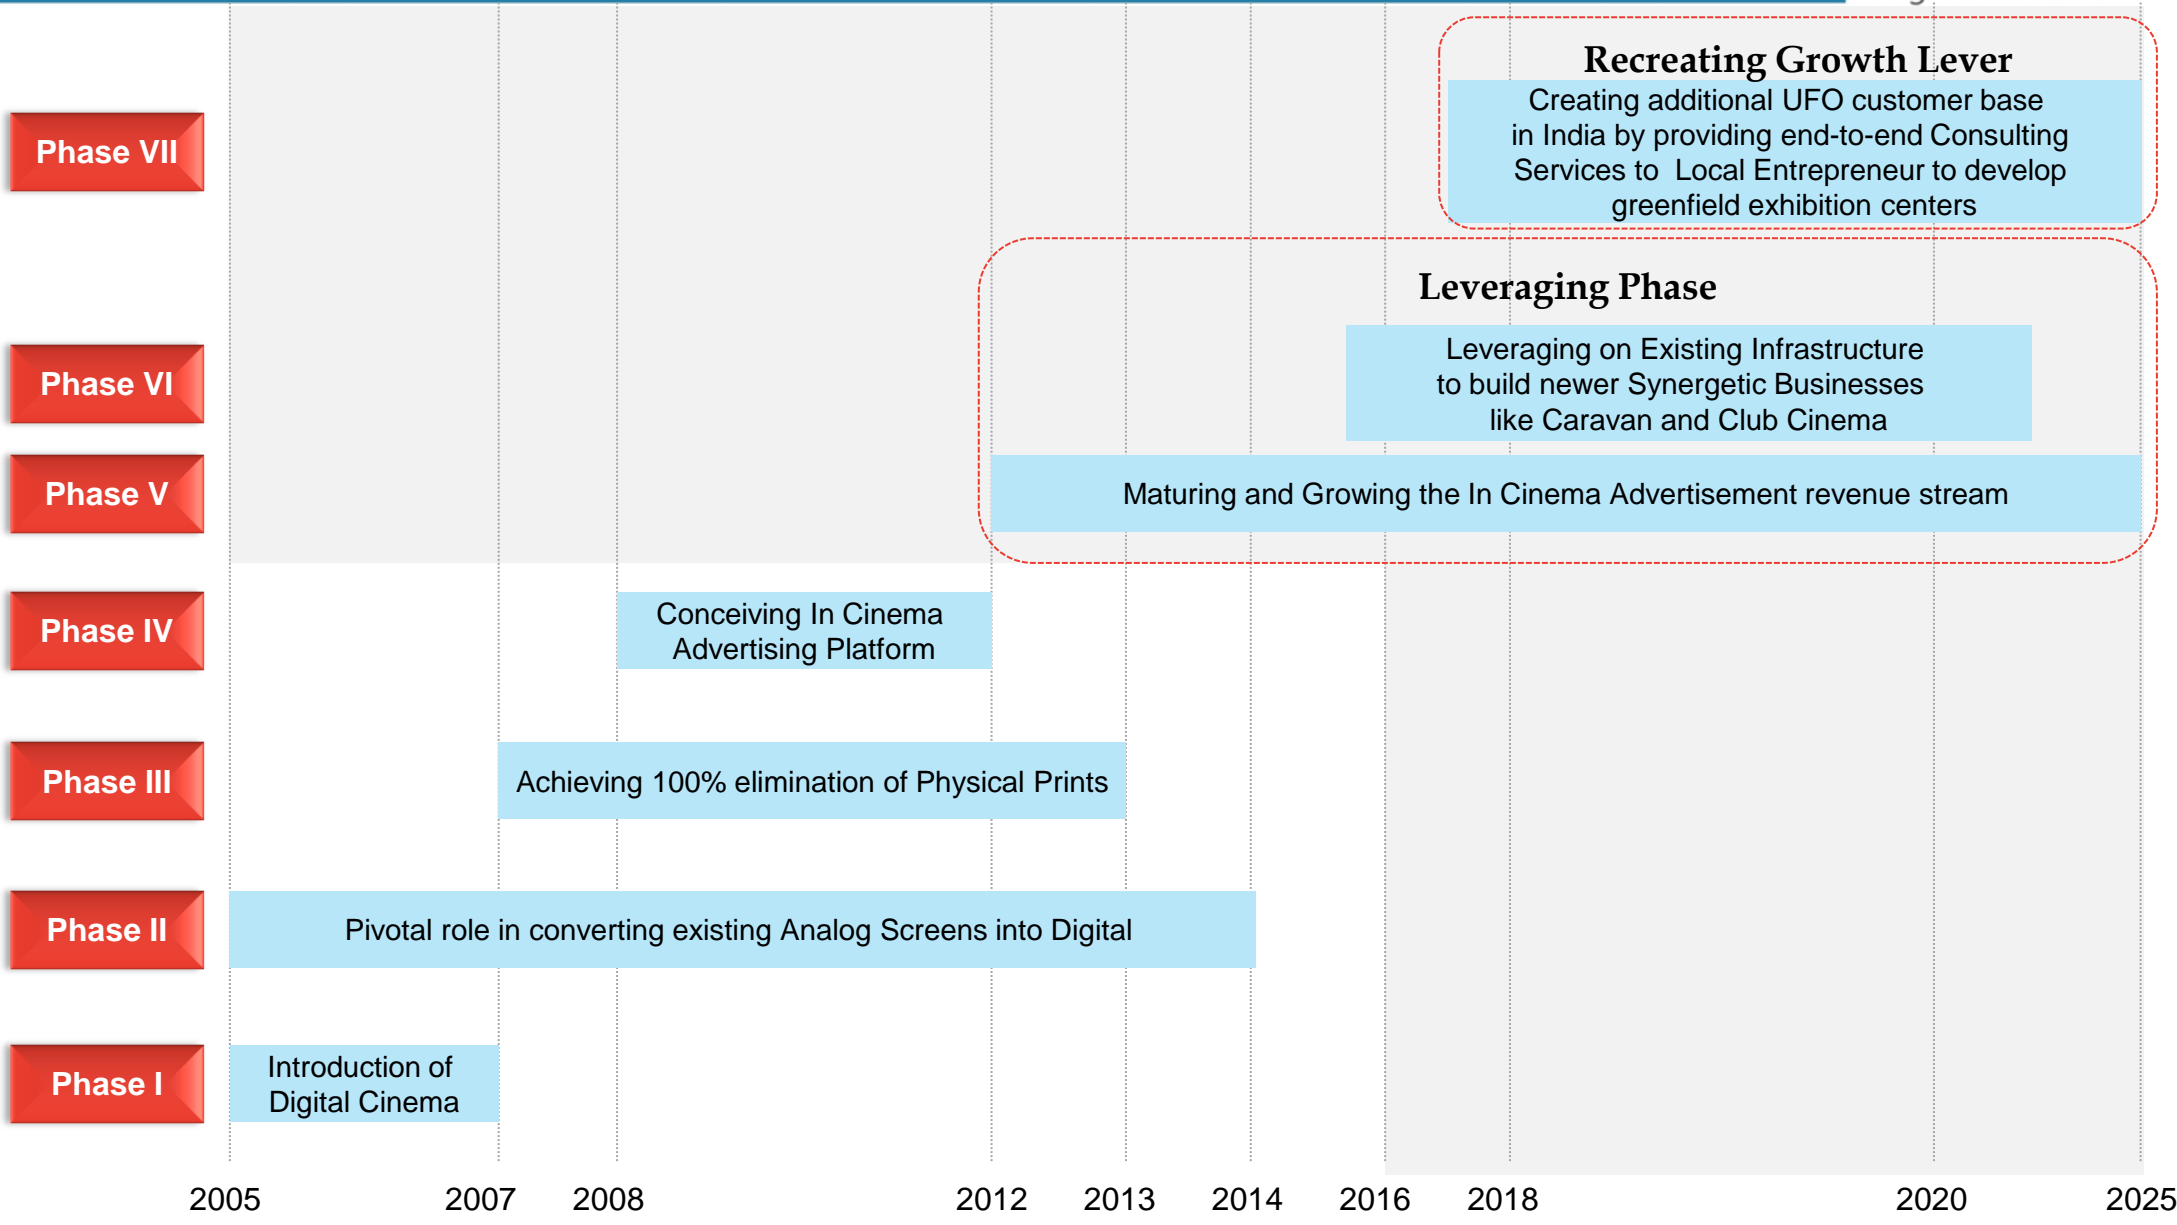 Recreating Growth Lever
Phase VII
Creating additional UFO customer base
in India by providing end-to-end Consulting
Services to Local Entrepreneur to develop
greenfield exhibition centers
Leveraging Phase
Phase VI
Leveraging on Existing Infrastructure
to build newer Synergetic Businesses
like Caravan and Club Cinema
Phase V
Maturing and Growing the In Cinema Advertisement revenue stream
Phase IV
Conceiving In Cinema
Advertising Platform
Phase III
Achieving 100% elimination of Physical Prints
Phase II
Pivotal role in converting existing Analog Screens into Digital
Phase I
Introduction of
Digital Cinema
2005 2007 2008 2012 2013 2014 2016 2018 2020 2025